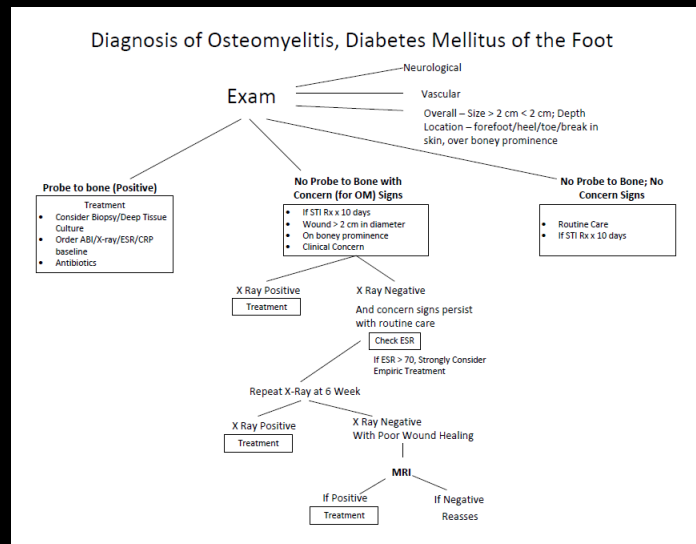 Diagnosis of Osteomyelitis, Diabetes Mellitus of the Foot
Exam
Neurological
Vascular
Overall – Size > 2 cm < 2 cm; Depth
Location – forefoot/heel/toe/break in
skin, over boney prominence
Probe to bone (Positive)
Treatment
• Consider Biopsy/Deep Tissue
Culture
• Order ABI/X-ray/ESR/CRP
baseline
• Antibiotics
No Probe to Bone with
Concern (for OM) Signs
• If STI Rx x 10 days
• Wound > 2 cm in diameter
• On boney prominence
• Clinical Concern
No Probe to Bone; No
Concern Signs
• Routine Care
• If STI Rx x 10 days
X Ray Positive
Treatment
X Ray Negative
And concern signs persist
with routine care
Check ESR
If ESR > 70, Strongly Consider
Empiric Treatment
Repeat X-Ray at 6 Week
X Ray Positive
Treatment
X Ray Negative
With Poor Wound Healing
MRI
If Positive
Treatment
If Negative
Reasses